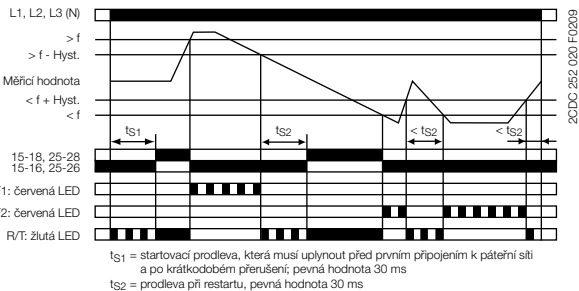 L1, L2, L3 (N)
> f
> f - Hyst.
Měřicí hodnota
< f + Hyst.
< f
tS1
tS2
< tS2
< tS2
15-18, 25-28
15-16, 25-26
1: červená LED
2: červená LED
R/T: žlutá LED
2CDC 252 020 F0209
tS1 = startovací prodleva, která musí uplynout před prvním připojením k páteřní síti
a po krátkodobém přerušení; pevná hodnota 30 ms
tS2 = prodleva při restartu, pevná hodnota 30 ms